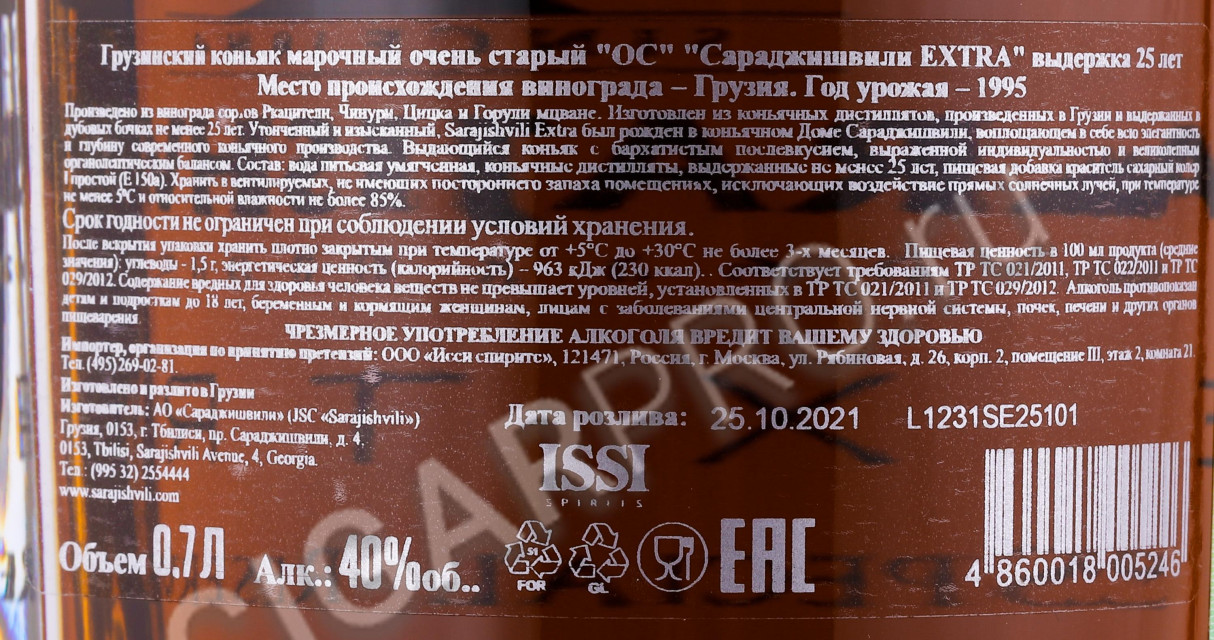 Грузинский коньяк марочный очень старый "ОС" "Сараджишвили EXTRA" выдержка 25 лет
Место происхождения винограда – Грузия. Год урожая – 1995
Произведено из винограда сортов Ркацители, Чинури, Цицка и Горули мцване. Изготовлен из коньячных дистиллятов, произведенных в Грузии и выдержанных в
дубовых бочках не менее 25 лет. Утонченный и изысканный, Sarajishvili Extra был рожден в коньячном Доме Сараджишвили, воплощающем в себе всю элегантность
и глубину современного коньячного производства. Выдающийся коньяк с бархатистым послевкусием, выраженной индивидуальностью и великолепным
органолептическим балансом. Состав: вода питьевая умягченная, коньячные дистилляты, выдержанные не менее 25 лет, пищевая добавка краситель сахарный колер
I простой (Е 150а). Хранить в вентилируемых, не имеющих постороннего запаха помещениях, исключающих воздействие прямых солнечных лучей, при температуре
не менее 5°С и относительной влажности не более 85%.
Срок годности не ограничен при соблюдении условий хранения.
После вскрытия упаковки хранить плотно закрытым при температуре от +5°С до +30°С не более 3-х месяцев. Пищевая ценность в 100 мл продукта (средние
значения): углеводы - 1,5 г, энергетическая ценность (калорийность) – 963 кДж (230 ккал). . Соответствует требованиям ТР ТС 021/2011, ТР ТС 022/2011 и ТР ТС
029/2012. Содержание вредных для здоровья человека веществ не превышает уровней, установленных в ТР ТС 021/2011 и ТР ТС 029/2012. Алкоголь противопоказан
детям и подросткам до 18 лет, беременным и кормящим женщинам, лицам с заболеваниями центральной нервной системы, почек, печени и других органов
пищеварения.
ЧРЕЗМЕРНОЕ УПОТРЕБЛЕНИЕ АЛКОГОЛЯ ВРЕДИТ ВАШЕМУ ЗДОРОВЬЮ
Импортер, организация по принятию претензий: ООО «Исси спиритс», 121471, Россия, г. Москва, ул. Рябиновая, д. 26, корп. 2, помещение III, этаж 2, комната 21.
Тел. (495)269-02-81.
Изготовлено и разлито в Грузии
Изготовитель: АО «Сараджишвили» (JSC «Sarajishvili»)
Грузия, 0153, г. Тбилиси, пр. Сараджишвили, д. 4,
0153, Tbilisi, Sarajishvili Avenue, 4, Georgia.
Тел.: (995 32) 2554444
www.sarajishvili.com
Дата розлива: 25.10.2021 L1231SE25101
ISSI
SPIRITS
Объем 0,7 Л Алк.: 40%об..
51
FOR
GL
EAC
4 860018 005246
CIGARPRO.ru